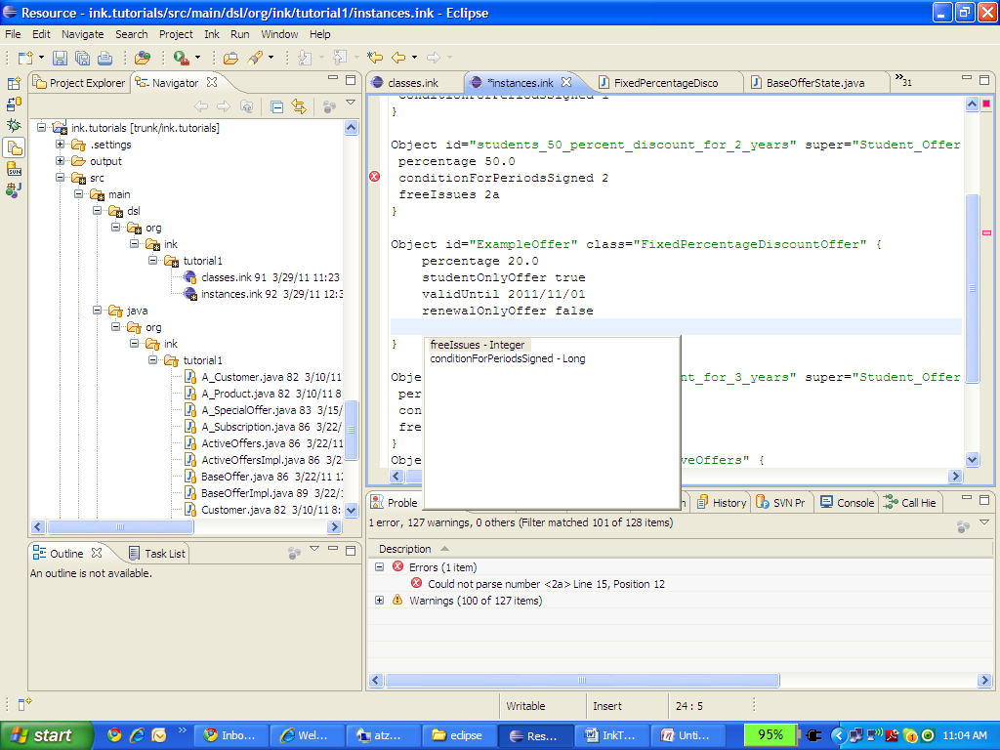 Resource - ink.tutorials/src/main/dsl/org/ink/tutorial1/instances.ink - Eclipse
File Edit Navigate Search Project Ink Run Window Help
Project Explorer Navigator
classes.ink *instances.ink FixedPercentageDisco BaseOfferState.java »31
ink.tutorials [trunk/ink.tutorials]
.settings
output
src
main
dsl
org
ink
tutorial1
classes.ink 91 3/29/11 11:23
instances.ink 92 3/29/11 12:3
java
org
ink
tutorial1
A_Customer.java 82 3/10/11
A_Product.java 82 3/10/11 8
A_SpecialOffer.java 83 3/15/
A_Subscription.java 86 3/22/
ActiveOffers.java 86 3/22/11
ActiveOffersImpl.java 86 3/2
BaseOffer.java 86 3/22/11 12
BaseOfferImpl.java 89 3/22/1
Customer.java 82 3/10/11 8:
conditionForPeriodsSigned 1
}
Object id="students_50_percent_discount_for_2_years" super="Student_Offer
percentage 50.0
conditionForPeriodsSigned 2
freeIssues 2a
}
Object id="ExampleOffer" class="FixedPercentageDiscountOffer" {
percentage 20.0
studentOnlyOffer true
validUntil 2011/11/01
renewalOnlyOffer false
}
freeIssues - Integer
conditionForPeriodsSigned - Long
Obje nt_for_3_years" super="Student_Offer
per
con
fre
}
Obje veOffers" {
Outline Task List
An outline is not available.
Proble n History SVN Pr Console Call Hie
1 error, 127 warnings, 0 others (Filter matched 101 of 128 items)
Description
Errors (1 item)
Could not parse number <2a> Line 15, Position 12
Warnings (100 of 127 items)
Writable Insert 24 : 5
start » Inbo... Wel... atz... eclipse Res... InkT... Unti... 95% 11:04 AM